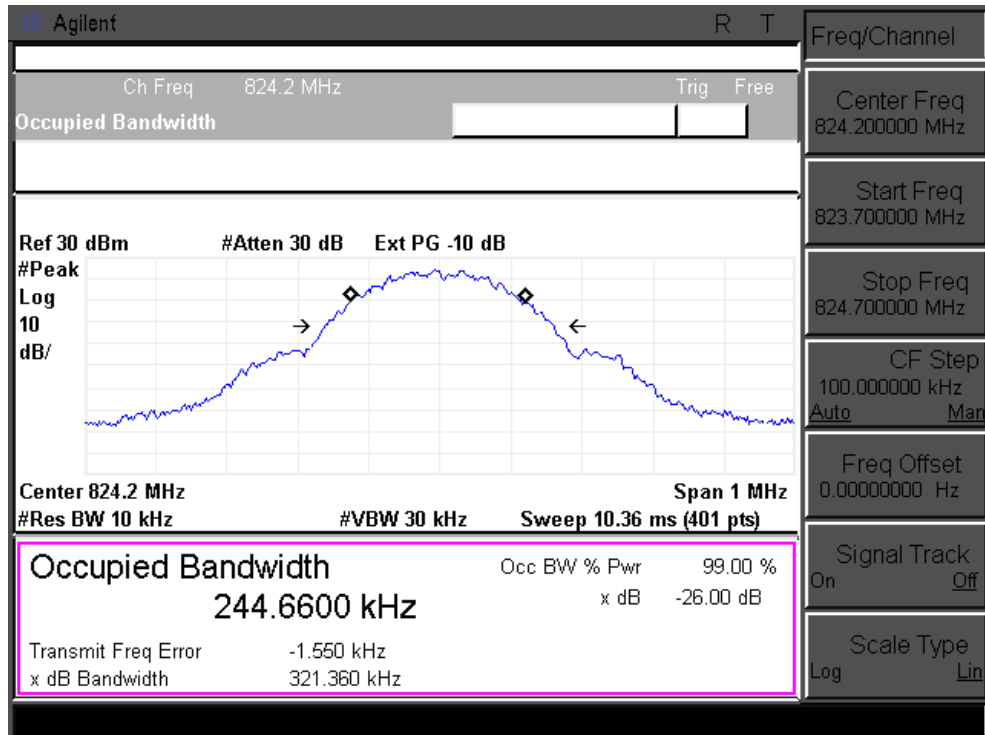 Agilent R T
Ch Freq 824.2 MHz Trig Free
Occupied Bandwidth
Ref 30 dBm #Atten 30 dB Ext PG -10 dB
#Peak
Log
10
dB/
Center 824.2 MHz Span 1 MHz
#Res BW 10 kHz #VBW 30 kHz Sweep 10.36 ms (401 pts)
Occupied Bandwidth
244.6600 kHz
Occ BW % Pwr 99.00 %
x dB -26.00 dB
Transmit Freq Error -1.550 kHz
x dB Bandwidth 321.360 kHz
Freq/Channel
Center Freq
824.200000 MHz
Start Freq
823.700000 MHz
Stop Freq
824.700000 MHz
CF Step
100.000000 kHz
Auto Man
Freq Offset
0.00000000 Hz
Signal Track
On Off
Scale Type
Log Lin